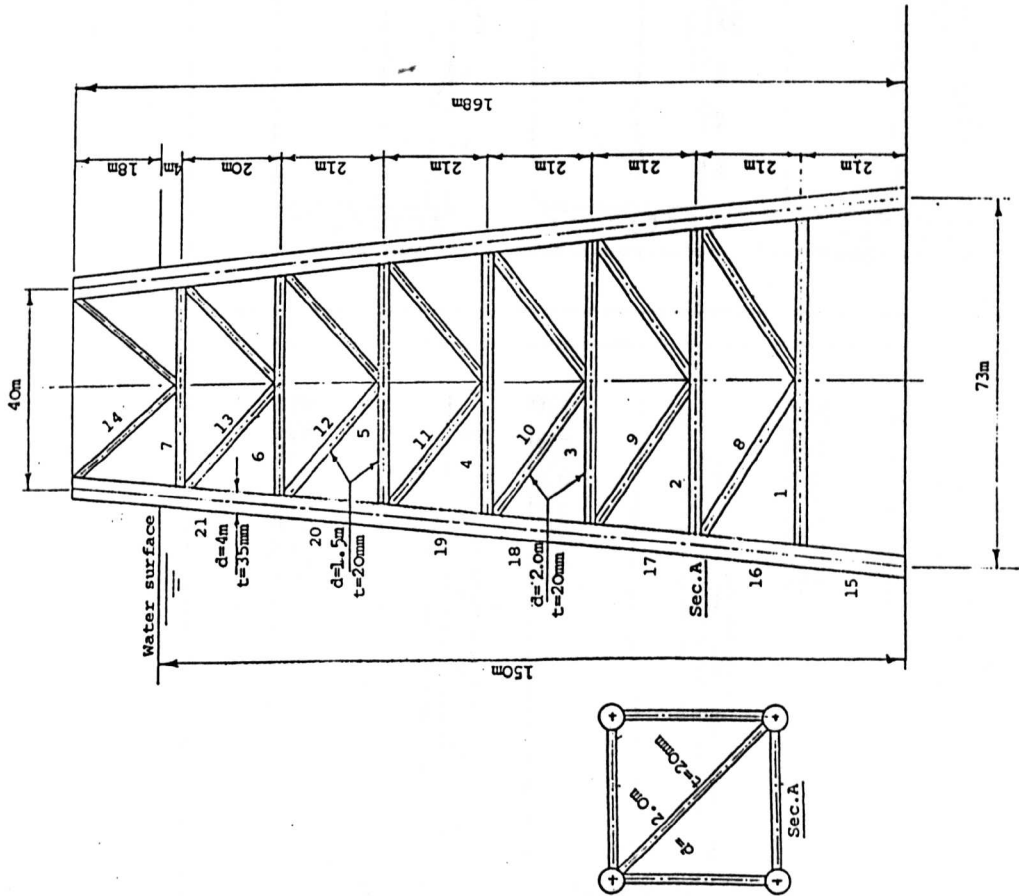 40m
168m
18m
4m
20m
21m
21m
21m
21m
21m
21m
14
7
13
6
12
5
11
4
10
3
9
2
8
1
Water surface
21
d=4m
t=35mm
20
d=1.5m
t=20mm
19
18
d=2.0m
t=20mm
17
Sec.A
16
15
150m
73m
d= 2.0m
t=20mm
Sec.A